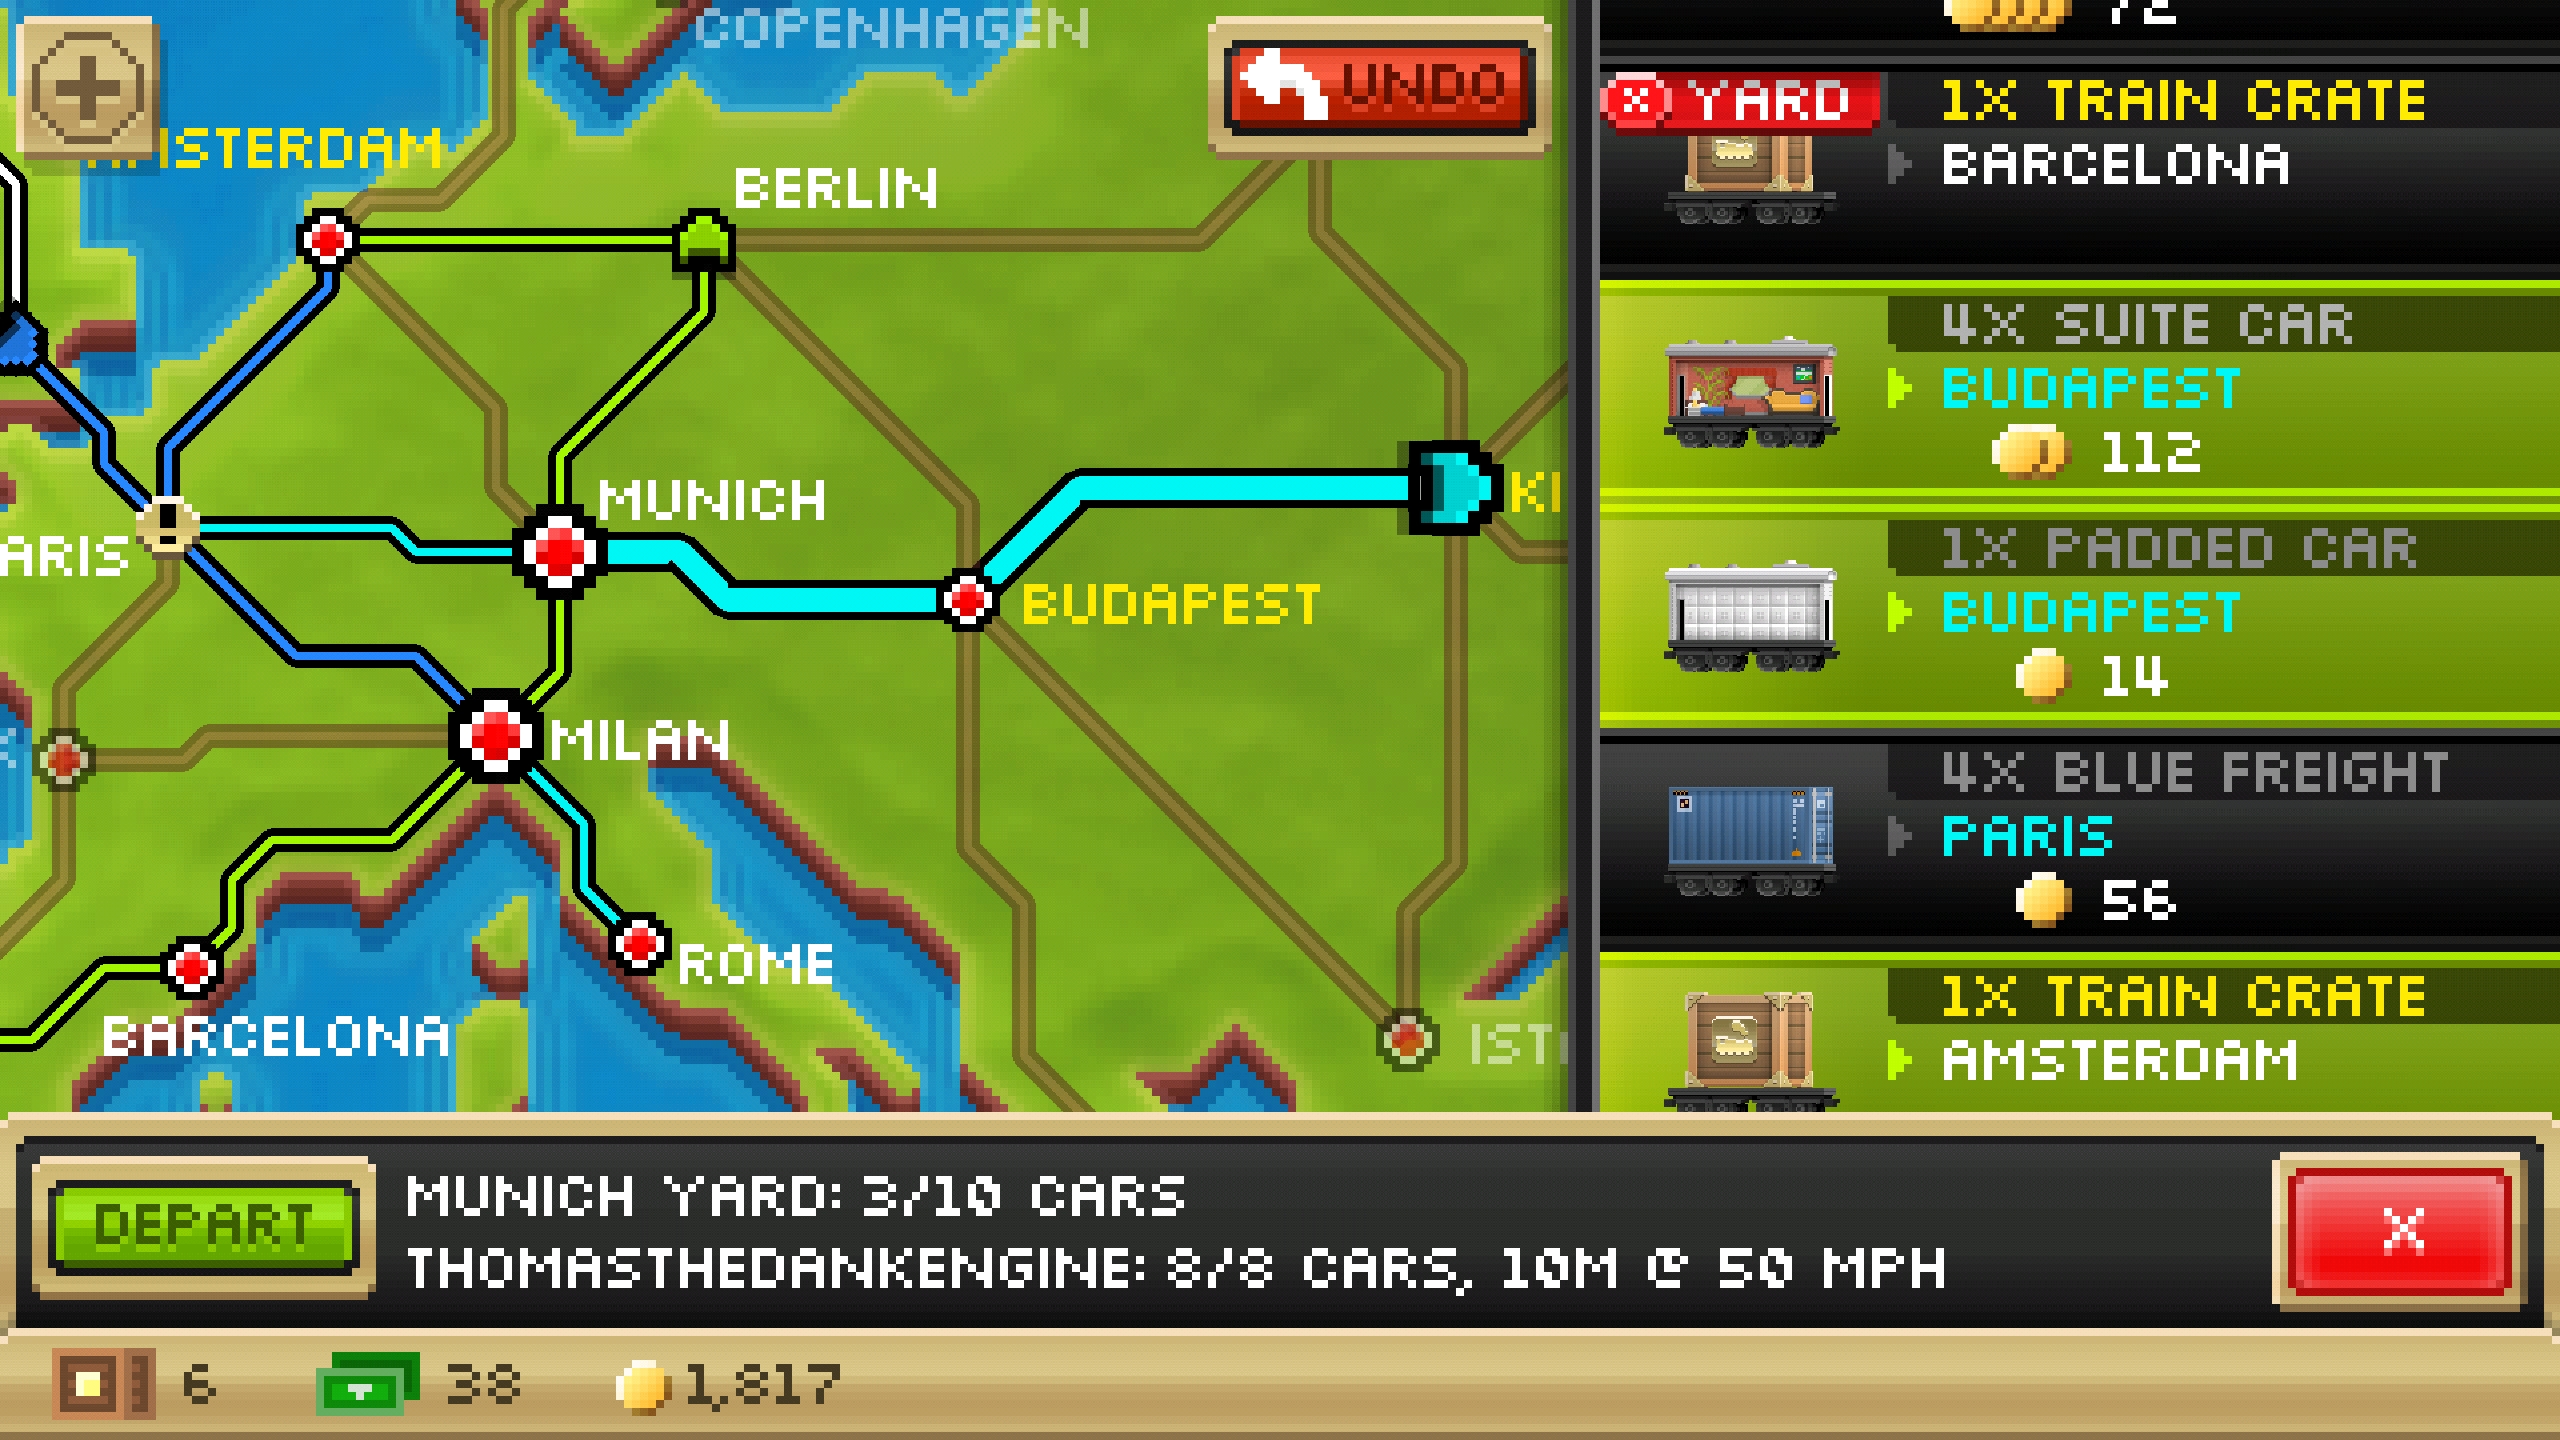 COPENHAGEN
UNDO
BERLIN
MUNICH
BUDAPEST
MILAN
ROME
BARCELONA
72
YARD
1X TRAIN CRATE
BARCELONA
4X SUITE CAR
BUDAPEST
112
1X PADDED CAR
BUDAPEST
14
4X BLUE FREIGHT
PARIS
56
1X TRAIN CRATE
AMSTERDAM
DEPART
MUNICH YARD: 3/10 CARS
THOMASTHEDANKENGINE: 8/8 CARS, 10M @ 50 MPH
X
6
38
1,817